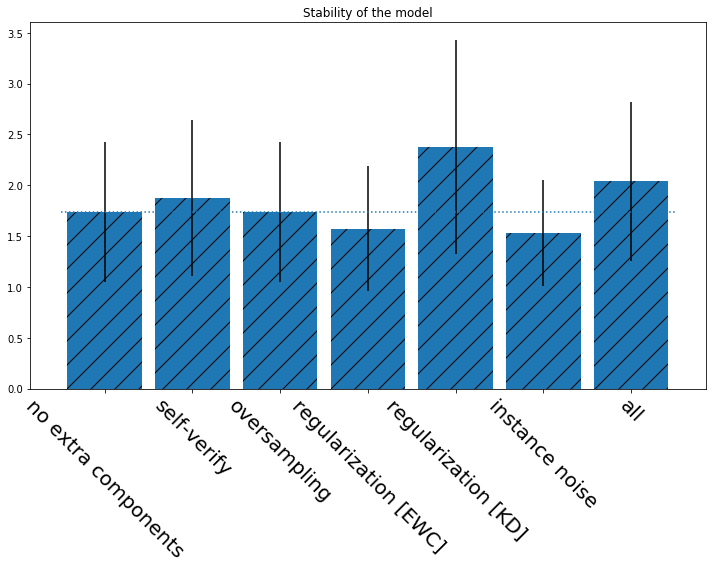 Stability of the model
3.5
3.0
2.5
2.0
1.5
1.0
0.5
0.0
no extra components
self-verify
oversampling
regularization [EWC]
regularization [KD]
instance noise
all